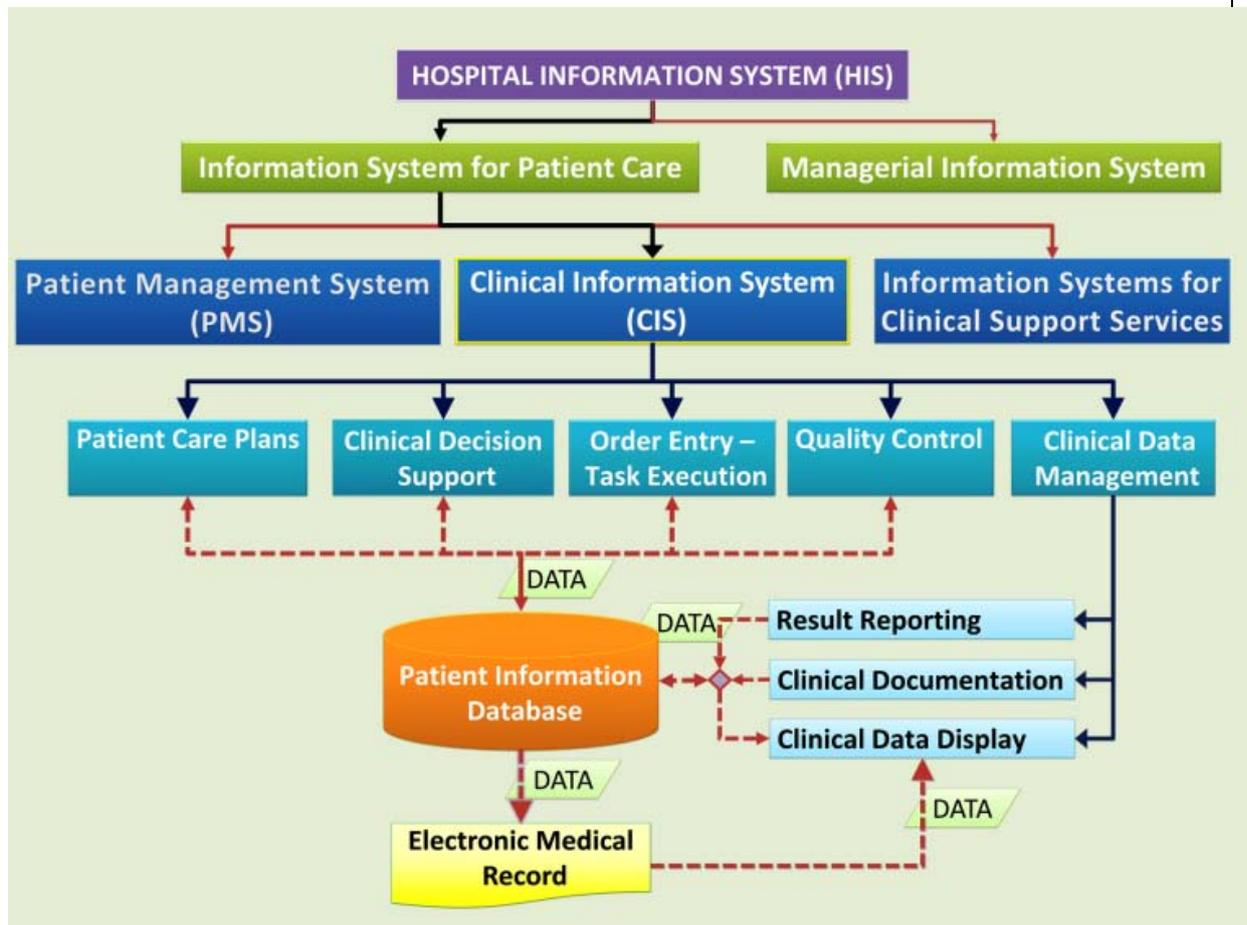 HOSPITAL INFORMATION SYSTEM (HIS)
Information System for Patient Care
Managerial Information System
Patient Management System
(PMS)
Clinical Information System
(CIS)
Information Systems for
Clinical Support Services
Patient Care Plans
Clinical Decision
Support
Order Entry –
Task Execution
Quality Control
Clinical Data
Management
DATA
DATA
Result Reporting
Patient Information
Database
Clinical Documentation
Clinical Data Display
DATA
DATA
Electronic Medical
Record